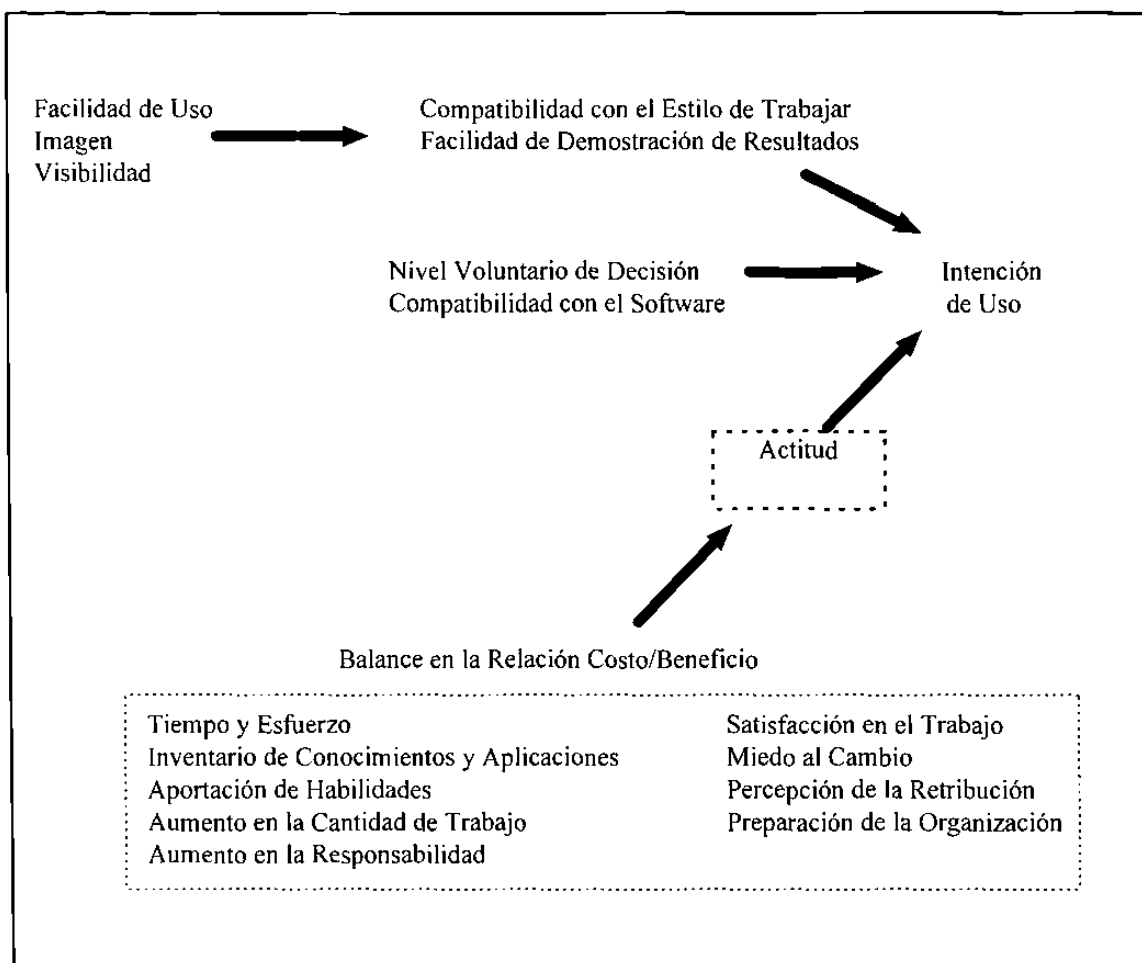 Facilidad de Uso
Imagen
Visibilidad
Compatibilidad con el Estilo de Trabajar
Facilidad de Demostración de Resultados
Nivel Voluntario de Decisión
Compatibilidad con el Software
Intención
de Uso
Actitud
Balance en la Relación Costo/Beneficio
Tiempo y Esfuerzo
Inventario de Conocimientos y Aplicaciones
Aportación de Habilidades
Aumento en la Cantidad de Trabajo
Aumento en la Responsabilidad
Satisfacción en el Trabajo
Miedo al Cambio
Percepción de la Retribución
Preparación de la Organización